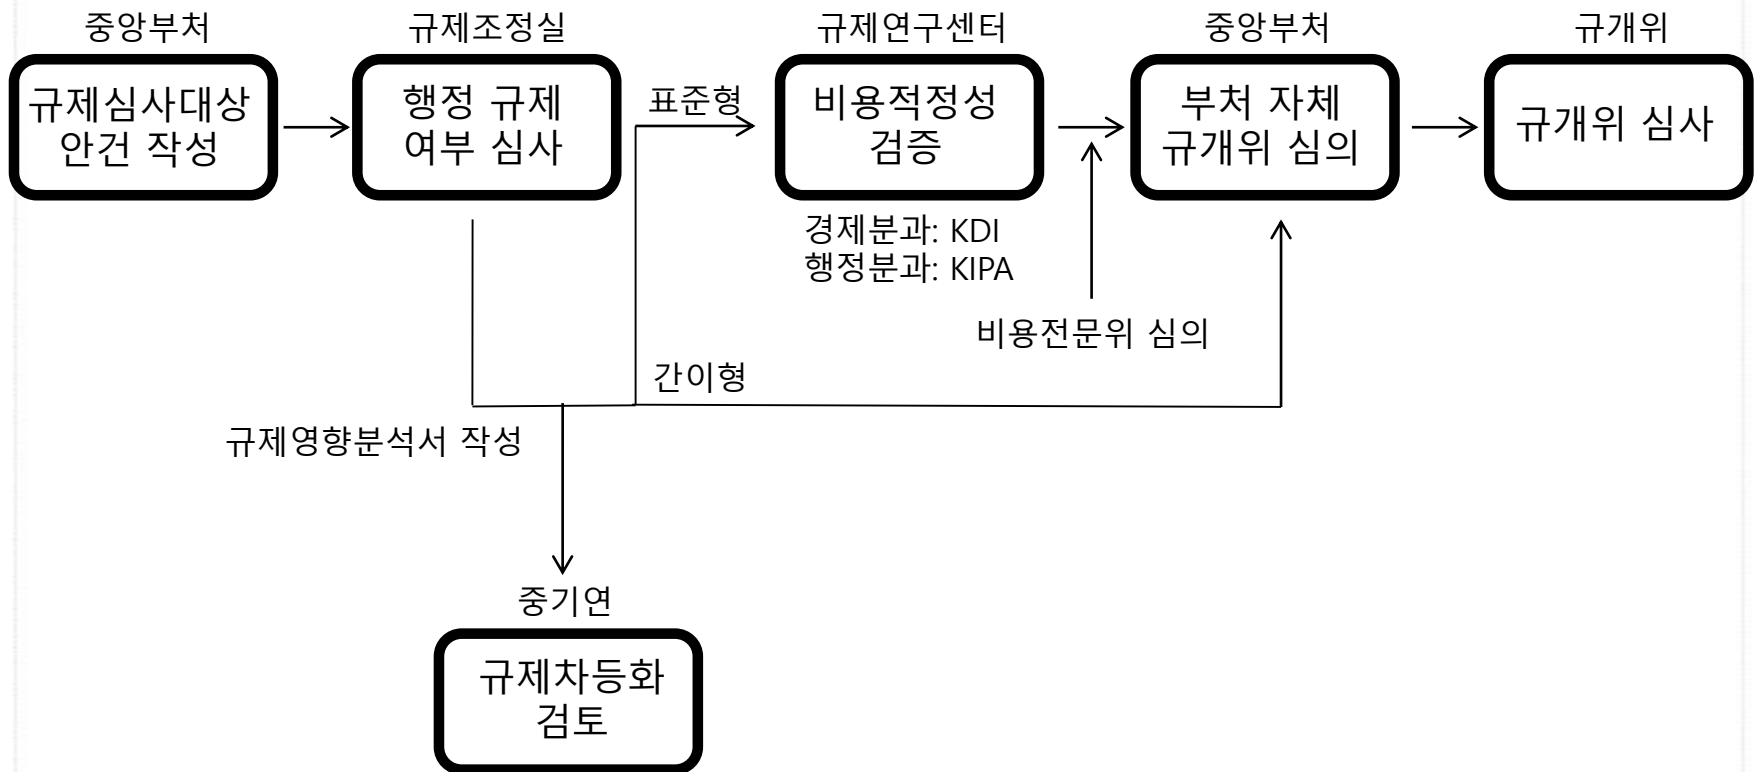 중앙부처
규제조정실
규제연구센터
중앙부처
규개위
규제심사대상
안건 작성
행정 규제
여부 심사
표준형
비용적정성
검증
부처 자체
규개위 심의
규개위 심사
경제분과: KDI
행정분과: KIPA
비용전문위 심의
간이형
규제영향분석서 작성
중기연
규제차등화
검토